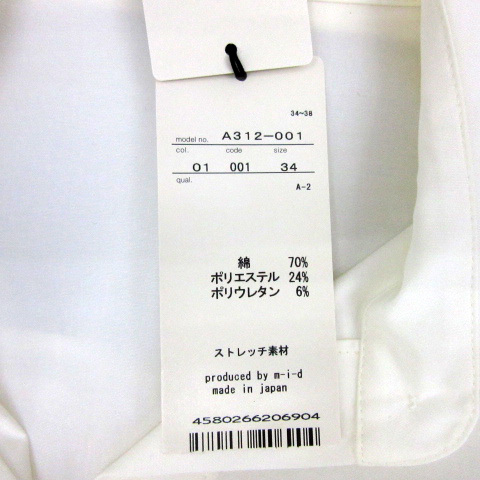 34~38
model no. A312-001
col. code size
01 001 34
qual.
A-2
綿 70%
ポリエステル 24%
ポリウレタン 6%
ストレッチ素材
produced by m-i-d
made in japan
4580266206904